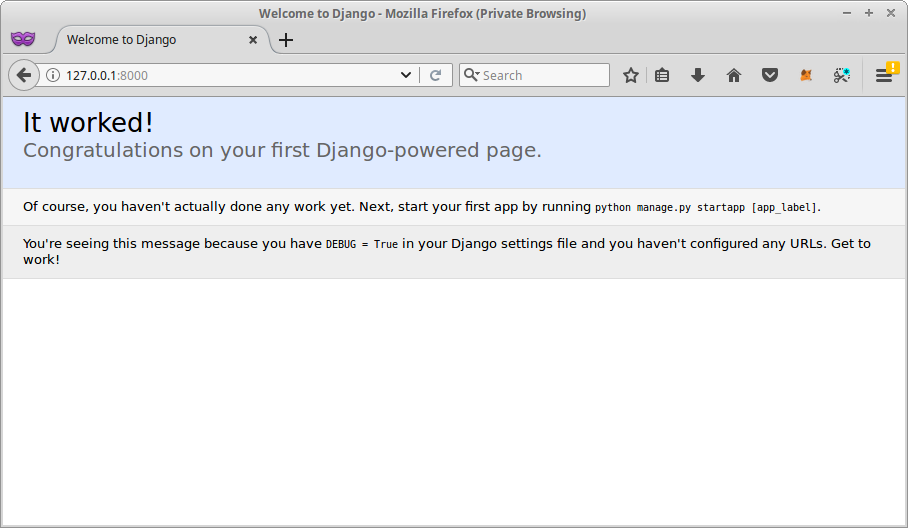 Welcome to Django - Mozilla Firefox (Private Browsing)
Welcome to Django
127.0.0.1:8000
Search
It worked!
Congratulations on your first Django-powered page.
Of course, you haven't actually done any work yet. Next, start your first app by running python manage.py startapp [app_label].
You're seeing this message because you have DEBUG = True in your Django settings file and you haven't configured any URLs. Get to
work!